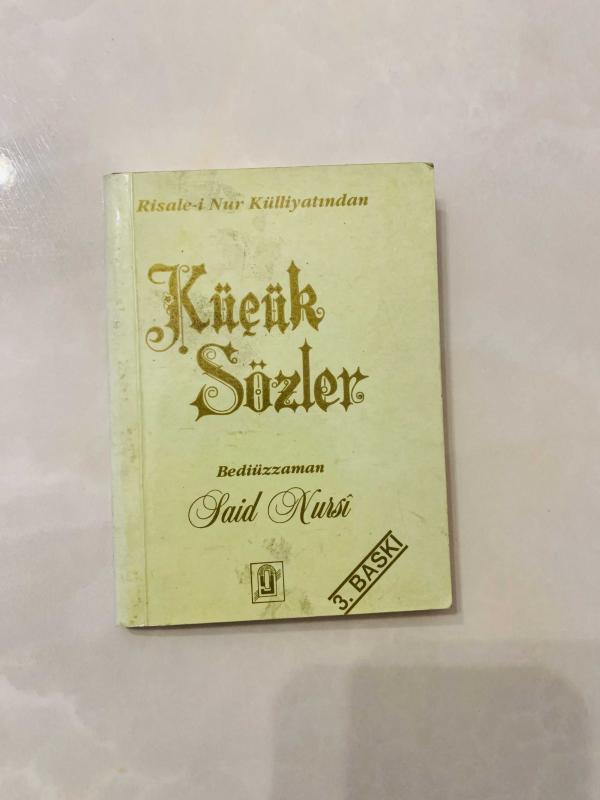 Risale-i Nur Külliyatından
Küçük
Sözler
Bediüzzaman
Said Nursî
3. BASKI